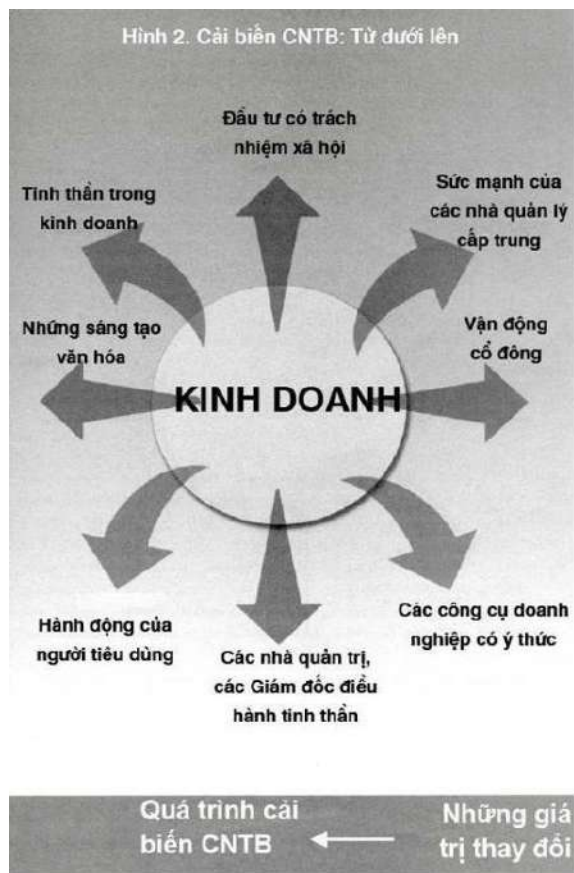 Hình 2. Cải biến CNTB: Từ dưới lên
Đầu tư có trách
nhiệm xã hội
Tinh thần trong
kinh doanh
Sức mạnh của
các nhà quản lý
cấp trung
Những sáng tạo
văn hóa
Vận động
cổ đông
KINH DOANH
Hành động của
người tiêu dùng
Các nhà quản trị,
các Giám đốc điều
hành tinh thần
Các công cụ doanh
nghiệp có ý thức
Quá trình cải
biến CNTB
Những giá
trị thay đổi